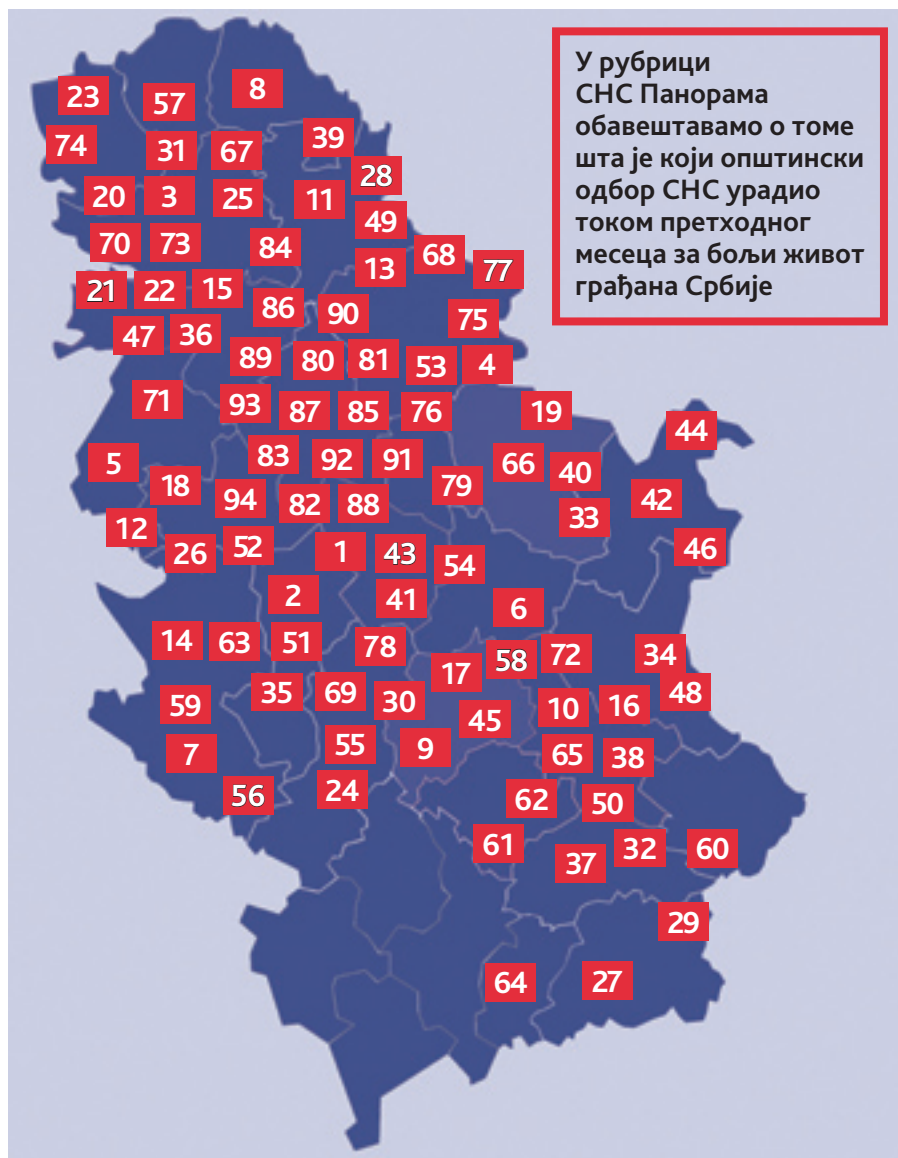 У рубрици
СНС Панорама
обавештавамо о томе
шта је који општински
одбор СНС урадио
током претходног
месеца за бољи живот
грађана Србије
23 57 8
74 31 67 39
28
20 3 25 11
49
70 73 84 13 68 77
21 22 15
86 90 75
47 36
89 80 81 53 4
71 93 87 85 76 19
44
5 83 92 91 66 40
18 94 82 88 79 33 42
12
26 52 1 43 54 46
2 41 6
14 63 51 78 58 72 34
17
59 35 69 30 45 10 16 48
7 55 9 65 38
56 24 62 50
61 37 32 60
29
64 27